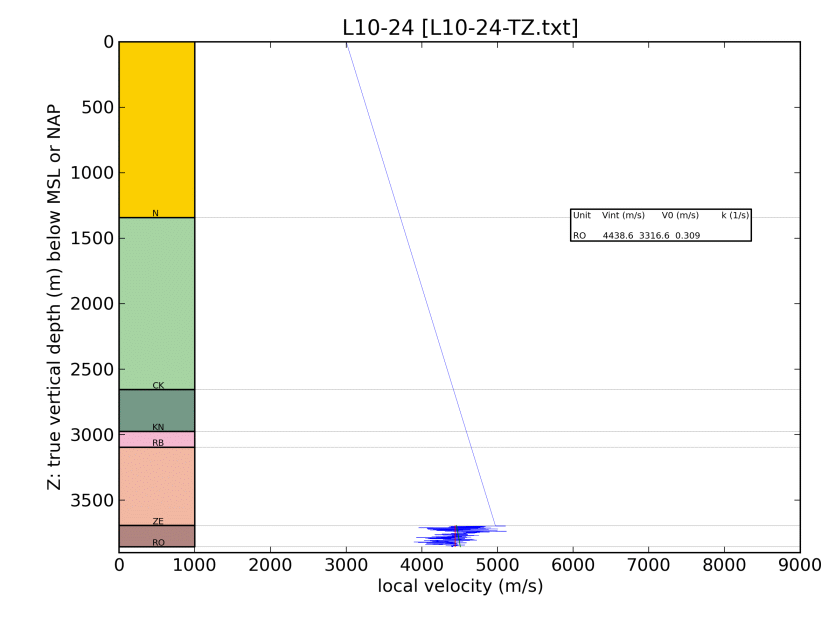 L10-24 [L10-24-TZ.txt]
Z: true vertical depth (m) below MSL or NAP
0
500
1000
1500
2000
2500
3000
3500
N
CK
KN
RB
ZE
RO
Unit Vint (m/s) V0 (m/s) k (1/s)
RO 4438.6 3316.6 0.309
0 1000 2000 3000 4000 5000 6000 7000 8000 9000
local velocity (m/s)